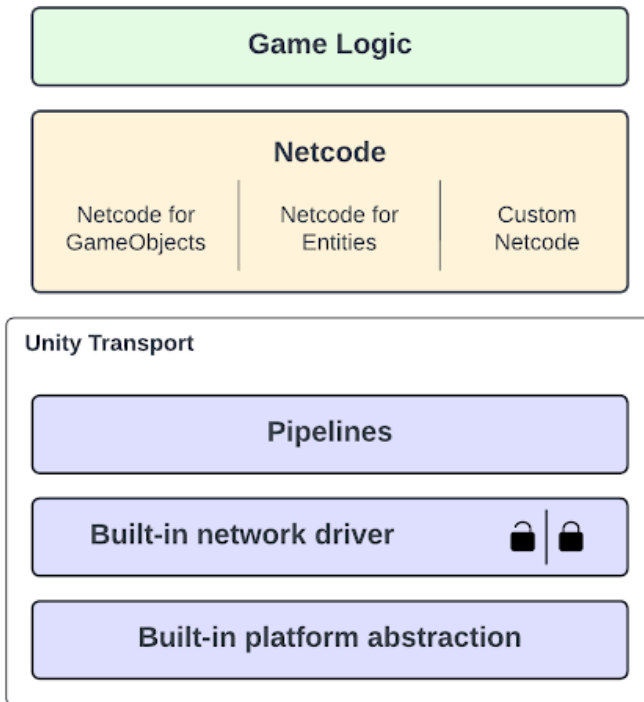 Game Logic
Netcode
Netcode for
GameObjects
Netcode for
Entities
Custom
Netcode
Unity Transport
Pipelines
Built-in network driver
Built-in platform abstraction